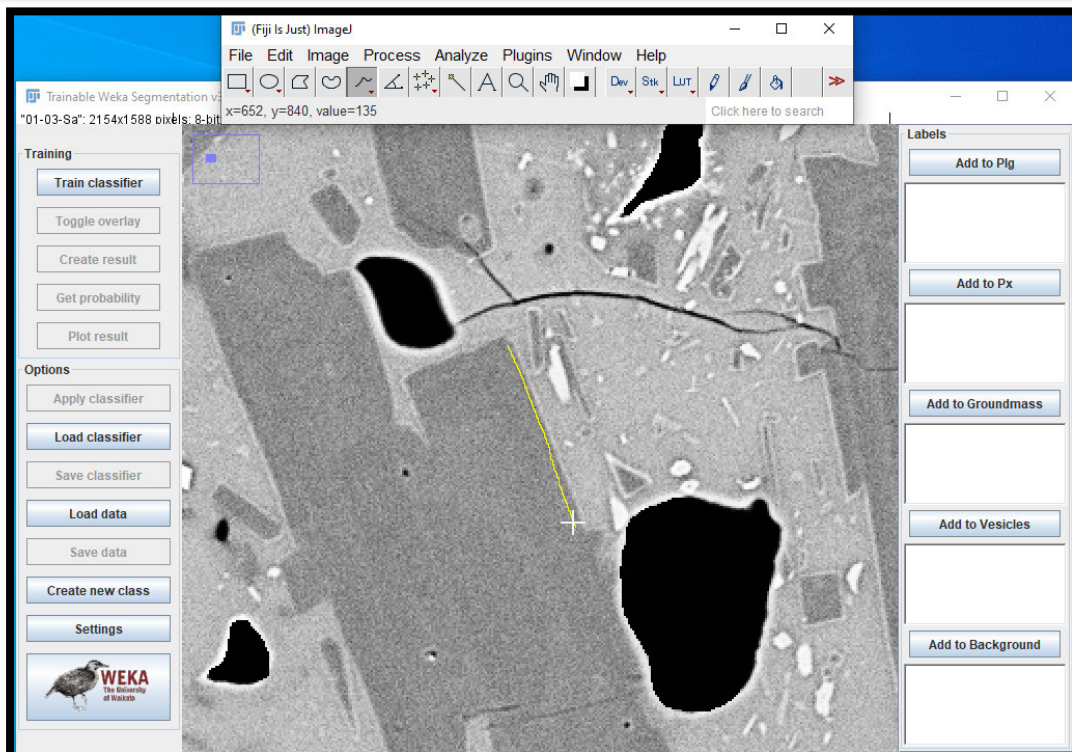 (Fiji Is Just) ImageJ
File Edit Image Process Analyze Plugins Window Help
Dev Stk LUT
x=652, y=840, value=135
Click here to search
Trainable Weka Segmentation
"01-03-Sa": 2154x1588 pixels; 8-bit
Training
Train classifier
Toggle overlay
Create result
Get probability
Plot result
Options
Apply classifier
Load classifier
Save classifier
Load data
Save data
Create new class
Settings
WEKA
The University
of Waikato
Labels
Add to Plg
Add to Px
Add to Groundmass
Add to Vesicles
Add to Background